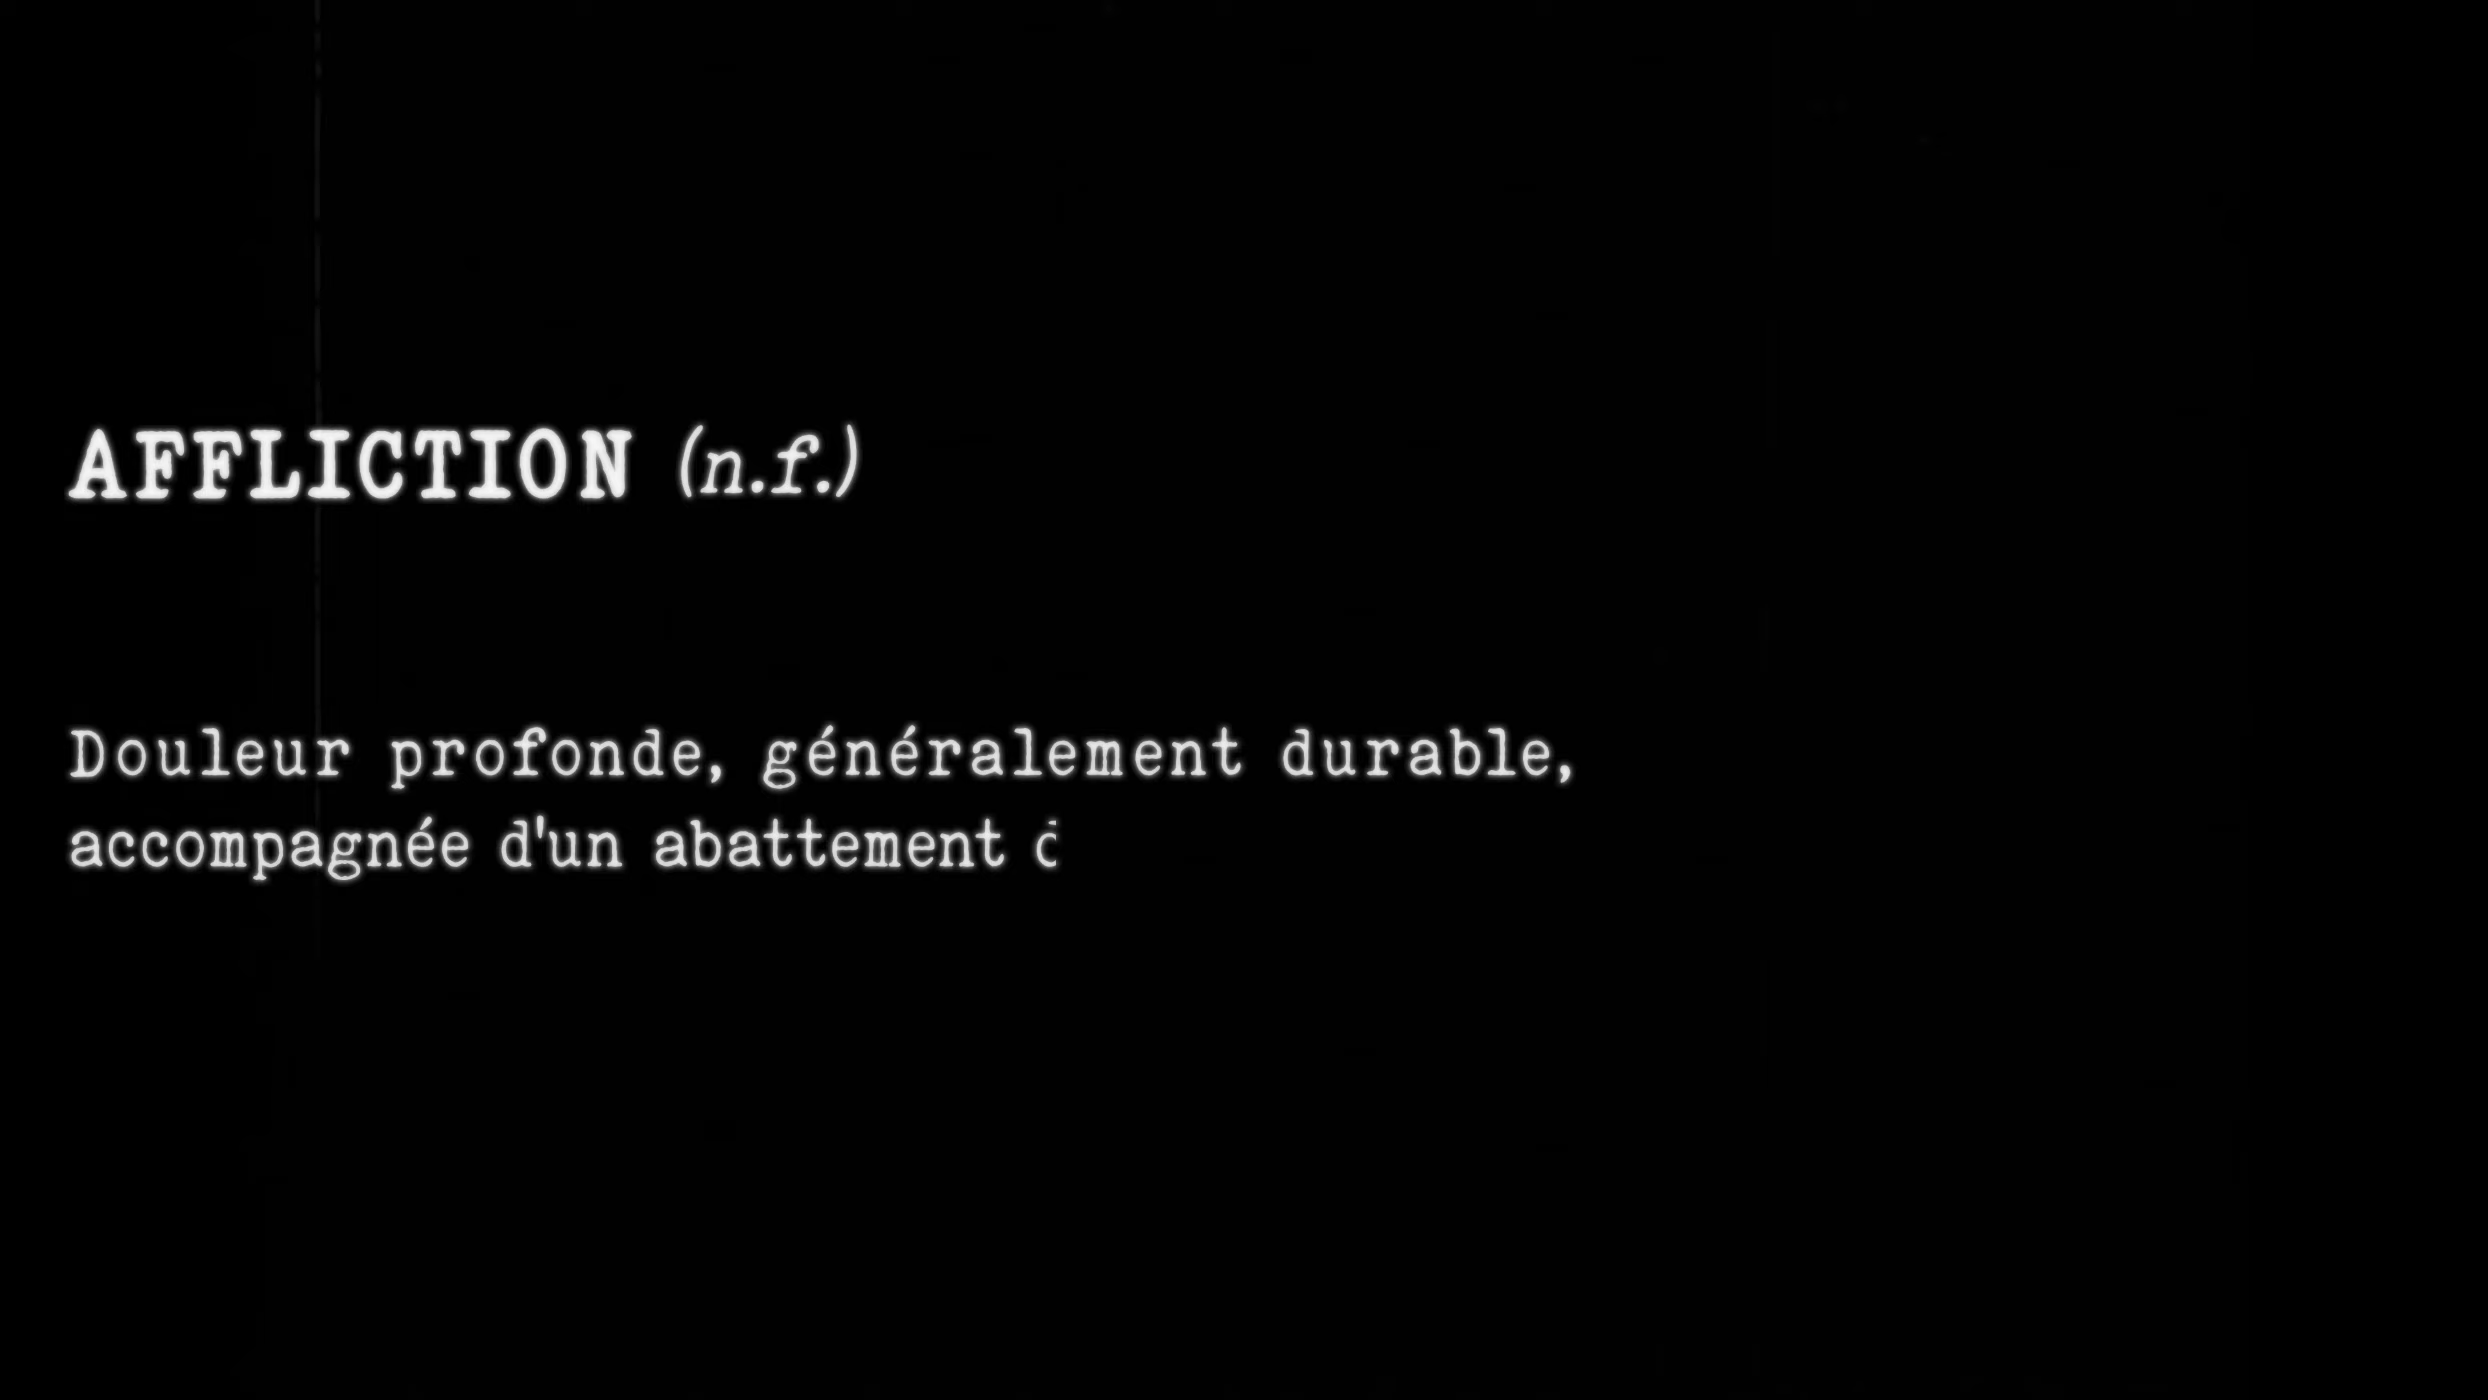 AFFLICTION (n.f.)
Douleur profonde, généralement durable,
accompagnée d'un abattement